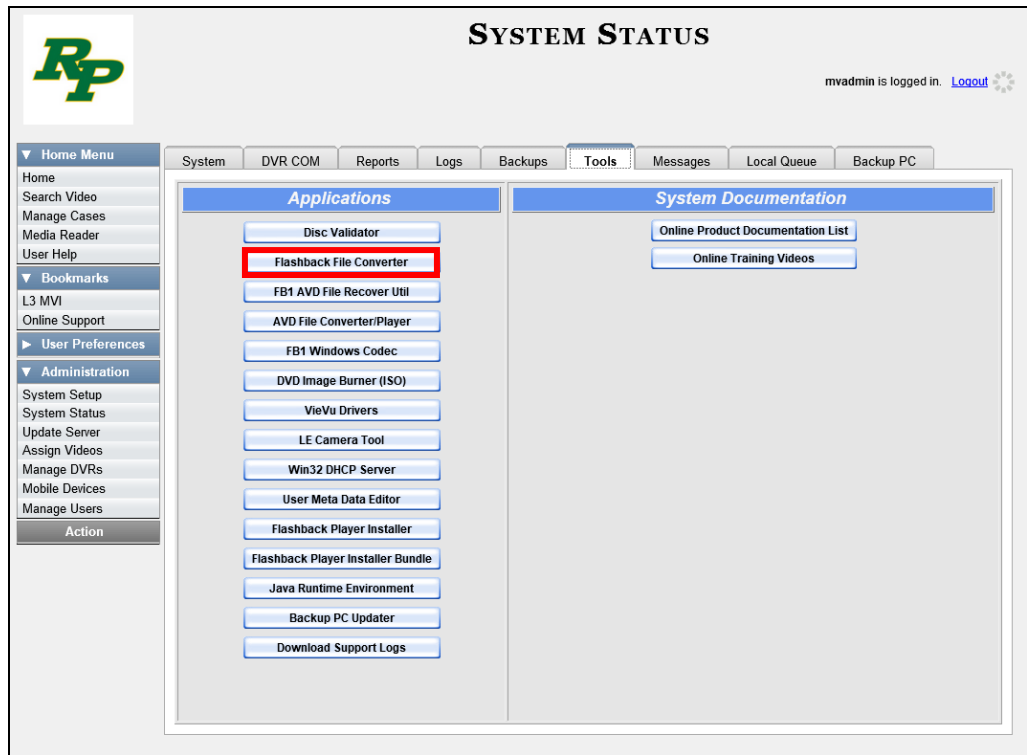 RP
SYSTEM STATUS
mvadmin is logged in. Logout
▼ Home Menu
Home
Search Video
Manage Cases
Media Reader
User Help
▼ Bookmarks
L3 MVI
Online Support
► User Preferences
▼ Administration
System Setup
System Status
Update Server
Assign Videos
Manage DVRs
Mobile Devices
Manage Users
Action
System DVR COM Reports Logs Backups Tools Messages Local Queue Backup PC
Applications
Disc Validator
Flashback File Converter
FB1 AVD File Recover Util
AVD File Converter/Player
FB1 Windows Codec
DVD Image Burner (ISO)
VieVu Drivers
LE Camera Tool
Win32 DHCP Server
User Meta Data Editor
Flashback Player Installer
Flashback Player Installer Bundle
Java Runtime Environment
Backup PC Updater
Download Support Logs
System Documentation
Online Product Documentation List
Online Training Videos